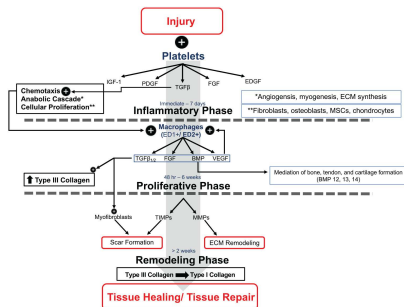 Injury
Platelets
IGF-1
PDGF
TGFβ
FGF
EDGF
Chemotaxis
Anabolic Cascade*
Cellular Proliferation**
*Angiongensis, myogenesis, ECM synthesis
**Fibroblasts, osteoblasts, MSCs, chondrocytes
Immediate – 7 days
Inflammatory Phase
Macrophages
(ED1+/ ED2+)
TGFβ
FGF
BMP
VEGF
Type III Collagen
Mediation of bone, tendon, and cartilage formation
(BMP 12, 13, 14)
48 hr – 6 weeks
Proliferative Phase
Myofibroblasts
TIMPs
MMPs
Scar Formation
ECM Remodeling
> 2 weeks
Remodeling Phase
Type III Collagen
Type I Collagen
Tissue Healing/ Tissue Repair